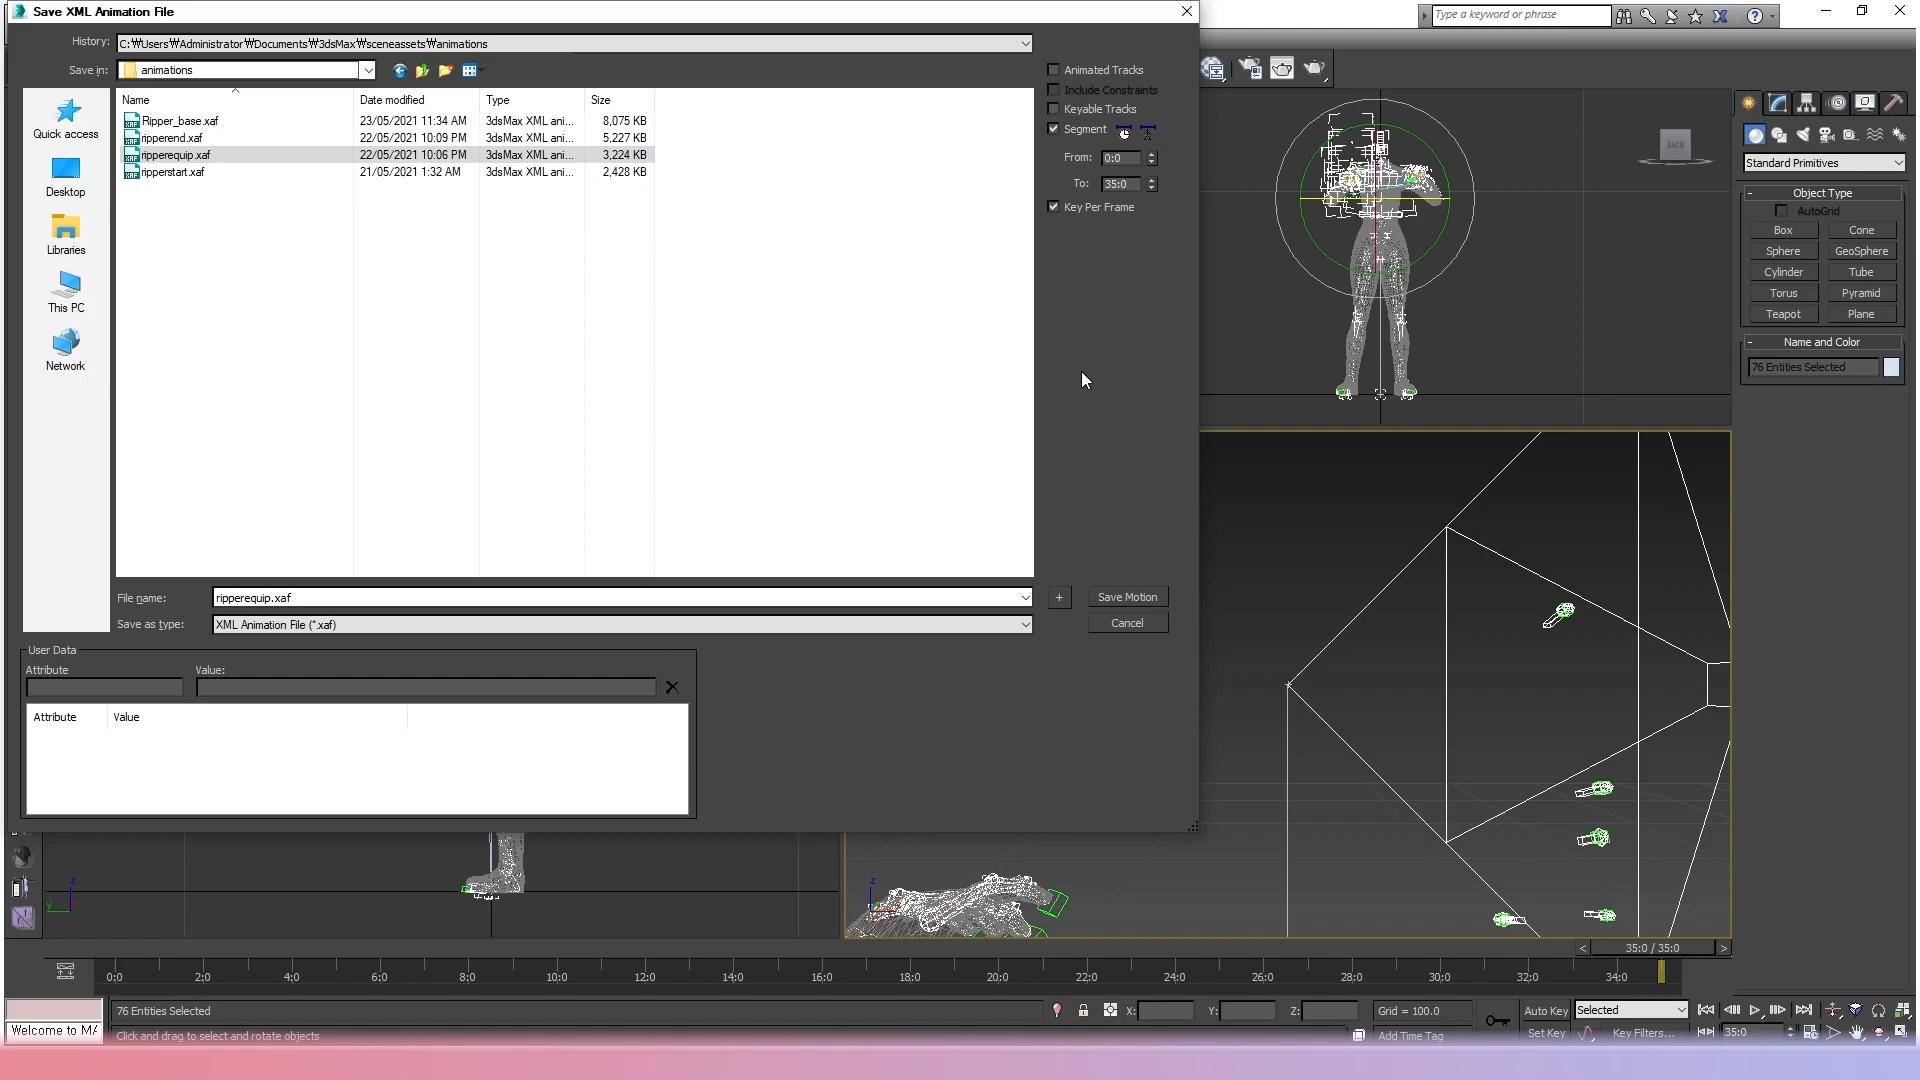 Save XML Animation File
Type a keyword or phrase
History: C:₩Users₩Administrator₩Documents₩3dsMax₩sceneassets₩animations
Save in: animations
Name Date modified Type Size
Ripper_base.xaf 23/05/2021 11:34 AM 3dsMax XML ani... 8,075 KB
ripperend.xaf 22/05/2021 10:09 PM 3dsMax XML ani... 5,227 KB
ripperequip.xaf 22/05/2021 10:06 PM 3dsMax XML ani... 3,224 KB
ripperstart.xaf 21/05/2021 1:32 AM 3dsMax XML ani... 2,428 KB
Quick access
Desktop
Libraries
This PC
Network
Animated Tracks
Include Constraints
Keyable Tracks
Segment
From: 0:0
To: 35:0
Key Per Frame
File name: ripperequip.xaf
+ Save Motion
Save as type: XML Animation File (*.xaf)
Cancel
User Data
Attribute Value:
Attribute Value
BACK
Standard Primitives
- Object Type
AutoGrid
Box Cone
Sphere GeoSphere
Cylinder Tube
Torus Pyramid
Teapot Plane
- Name and Color
76 Entities Selected
z
y
z
< 35:0 / 35:0 >
0:0 2:0 4:0 6:0 8:0 10:0 12:0 14:0 16:0 18:0 20:0 22:0 24:0 26:0 28:0 30:0 32:0 34:0
76 Entities Selected X: Y: Z: Grid = 100.0 Auto Key Selected
Welcome to MA Click and drag to select and rotate objects Add Time Tag Set Key Key Filters... 35:0